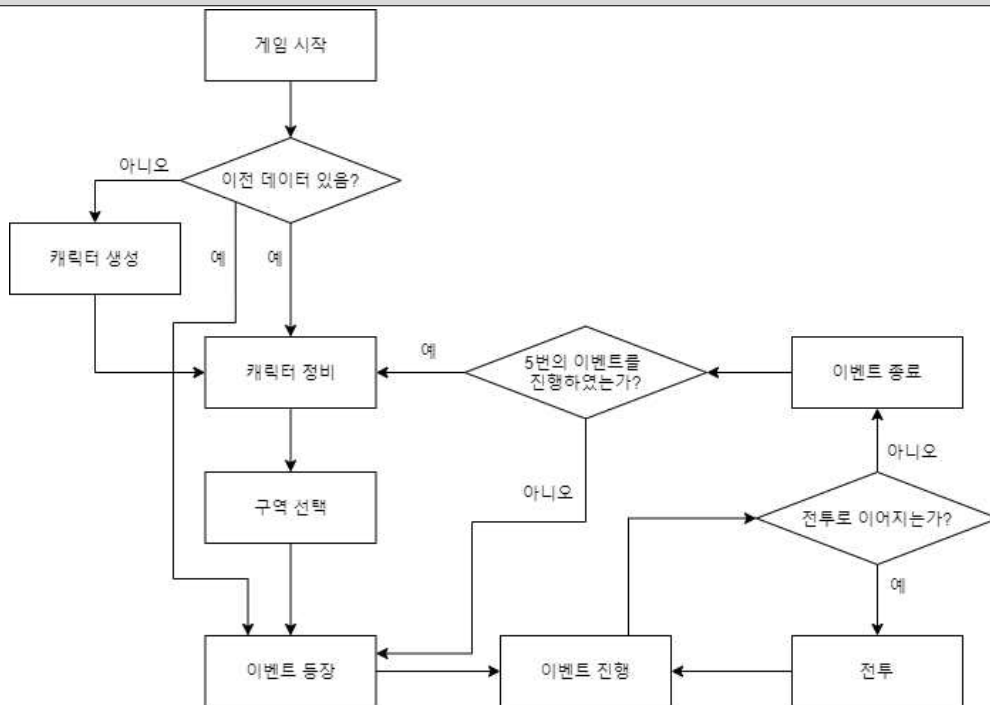 게임 시작
아니오
이전 데이터 있음?
캐릭터 생성
예
예
캐릭터 정비
예
5번의 이벤트를
진행하였는가?
이벤트 종료
아니오
구역 선택
아니오
전투로 이어지는가?
예
이벤트 등장
이벤트 진행
전투